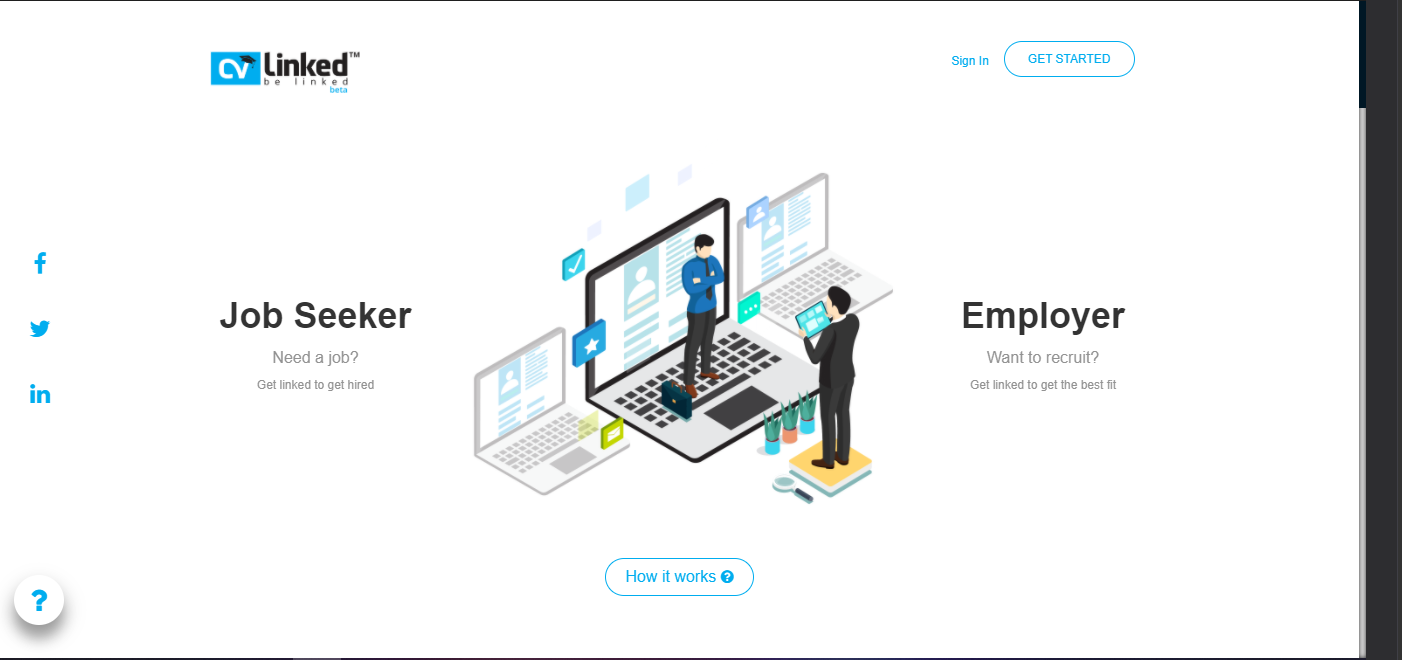 CV Linked™
be linked
beta
Sign In
GET STARTED
Job Seeker
Need a job?
Get linked to get hired
Employer
Want to recruit?
Get linked to get the best fit
How it works ?
?